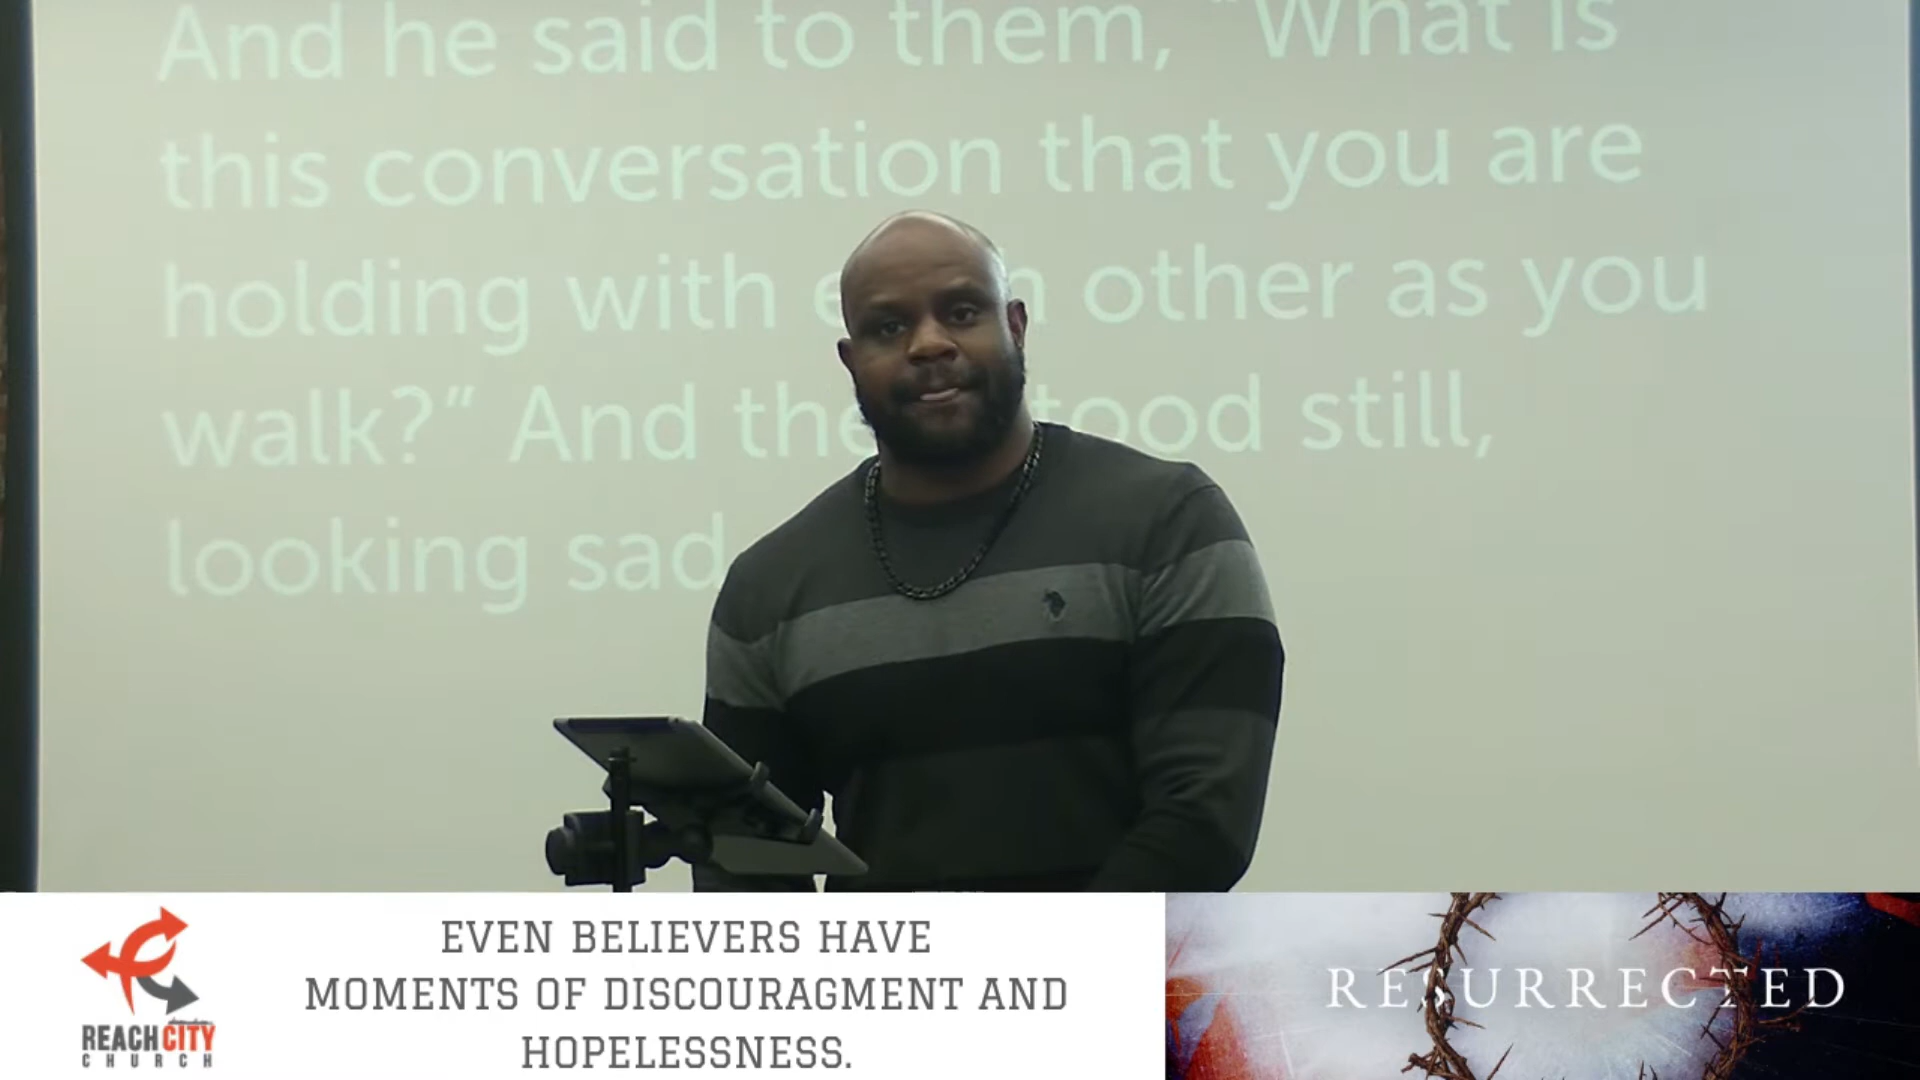 And he said to them, "What is
this conversation that you are
holding with other as you
walk?" And still,
looking sad
EVEN BELIEVERS HAVE
MOMENTS OF DISCOURAGMENT AND
HOPELESSNESS.
REACH CITY
CHURCH
RESURRECTED